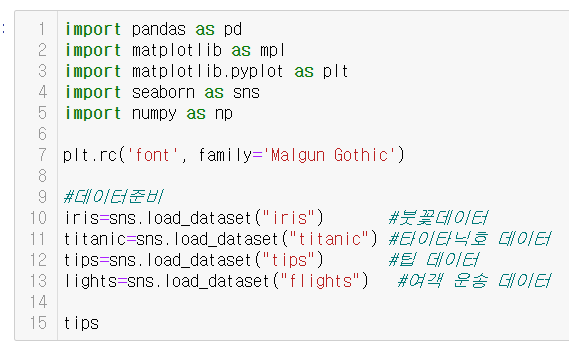 :
1 import pandas as pd
2 import matplotlib as mpl
3 import matplotlib.pyplot as plt
4 import seaborn as sns
5 import numpy as np
6
7 plt.rc('font', family='Malgun Gothic')
8
9 #데이터준비
10 iris=sns.load_dataset("iris")       #붓꽃데이터
11 titanic=sns.load_dataset("titanic") #타이타닉호 데이터
12 tips=sns.load_dataset("tips")       #팁 데이터
13 lights=sns.load_dataset("flights")   #여객 운송 데이터
14
15 tips